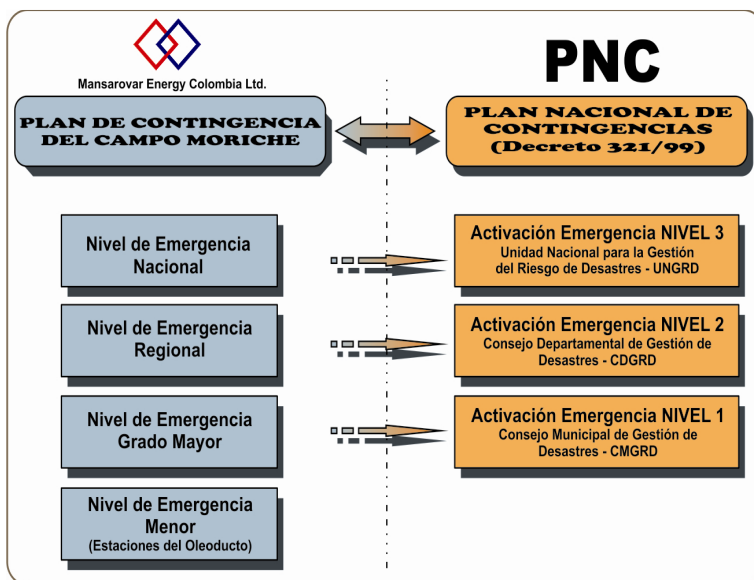 Mansarovar Energy Colombia Ltd.
PLAN DE CONTINGENCIA
DEL CAMPO MORICHE
PNC
PLAN NACIONAL DE
CONTINGENCIAS
(Decreto 321/99)
Nivel de Emergencia
Nacional
Activación Emergencia NIVEL 3
Unidad Nacional para la Gestión
del Riesgo de Desastres - UNGRD
Nivel de Emergencia
Regional
Activación Emergencia NIVEL 2
Consejo Departamental de Gestión de
Desastres - CDGRD
Nivel de Emergencia
Grado Mayor
Activación Emergencia NIVEL 1
Consejo Municipal de Gestión de
Desastres - CMGRD
Nivel de Emergencia
Menor
(Estaciones del Oleoducto)